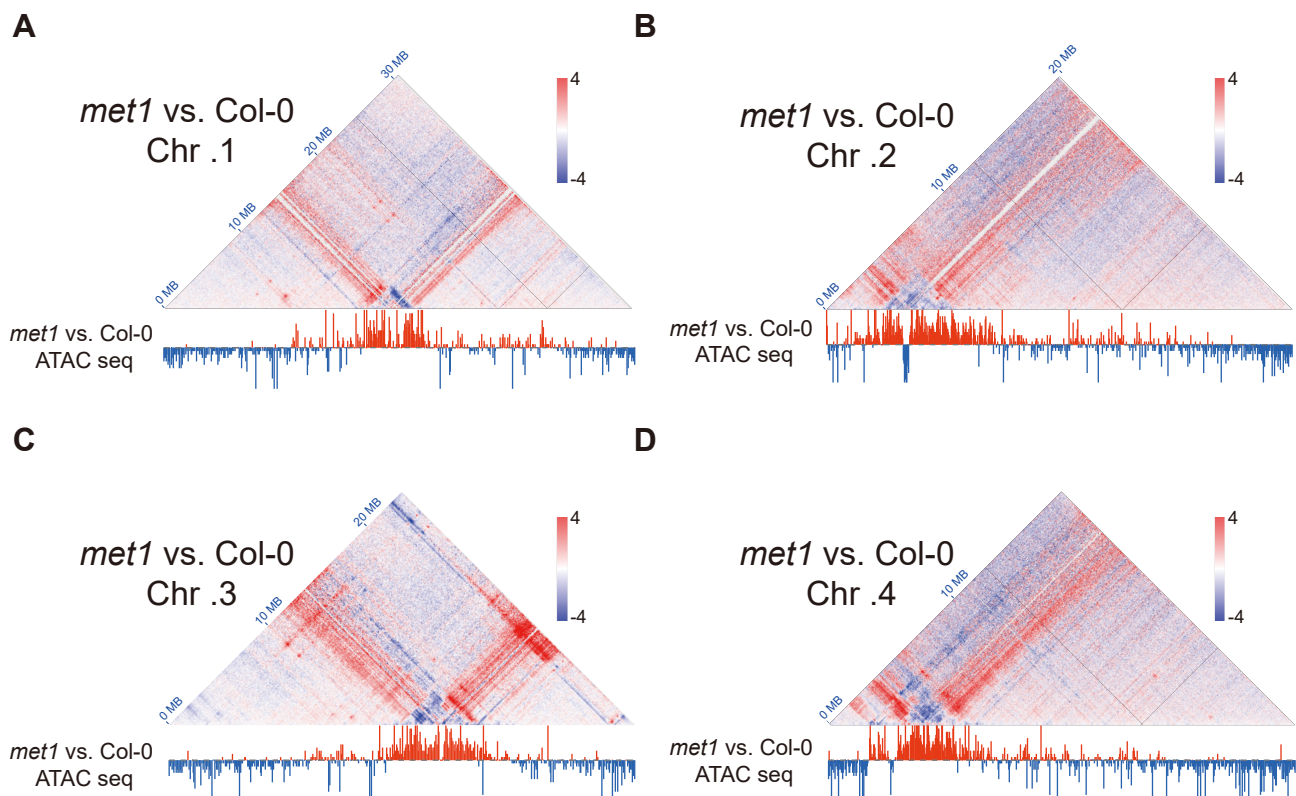 A
met1 vs. Col-0
Chr .1
0 MB
10 MB
20 MB
30 MB
4
-4
met1 vs. Col-0
ATAC seq
B
met1 vs. Col-0
Chr .2
0 MB
10 MB
20 MB
4
-4
met1 vs. Col-0
ATAC seq
C
met1 vs. Col-0
Chr .3
0 MB
10 MB
20 MB
4
-4
met1 vs. Col-0
ATAC seq
D
met1 vs. Col-0
Chr .4
0 MB
10 MB
4
-4
met1 vs. Col-0
ATAC seq